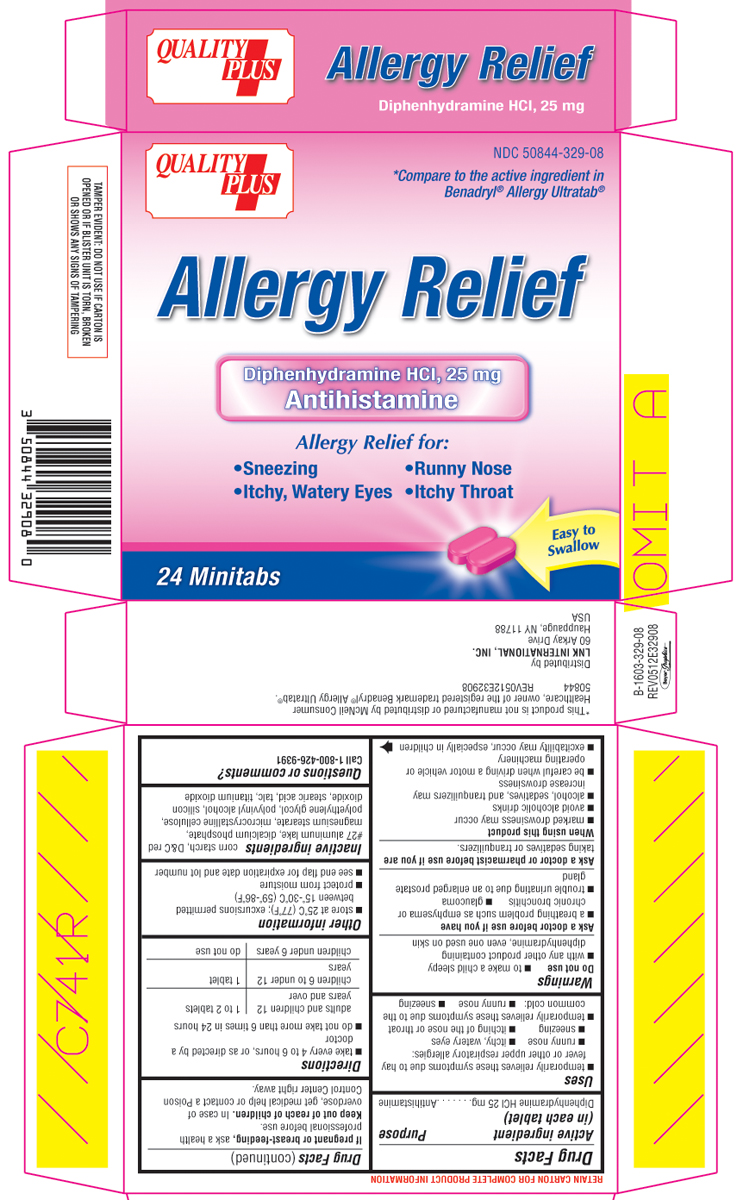 QUALITY
PLUS
Allergy Relief
Diphenhydramine HCl, 25 mg
QUALITY
PLUS
NDC 50844-329-08
*Compare to the active ingredient in
Benadryl® Allergy Ultratab®
Allergy Relief
Diphenhydramine HCl, 25 mg
Antihistamine
Allergy Relief for:
•Sneezing •Runny Nose
•Itchy, Watery Eyes •Itchy Throat
Easy to
Swallow
24 Minitabs
TAMPER EVIDENT: DO NOT USE IF CARTON IS
OPENED OR IF BLISTER UNIT IS TORN, BROKEN
OR SHOWS ANY SIGNS OF TAMPERING
3 50844 32908 0
OMIT A
B-1603-329-08
REV0512E32908
*This product is not manufactured or distributed by McNeil Consumer
Healthcare, owner of the registered trademark Benadryl® Allergy Ultratab®.
50844 REV0512E32908
Distributed by
LNK INTERNATIONAL, INC.
60 Arkay Drive
Hauppauge, NY 11788
USA
C741R
RETAIN CARTON FOR COMPLETE PRODUCT INFORMATION
Drug Facts
Active ingredient Purpose
(in each tablet)
Diphenhydramine HCl 25 mg. . . . . . Antihistamine
Uses
■ temporarily relieves these symptoms due to hay
fever or other upper respiratory allergies:
■ runny nose ■ itchy, watery eyes
■ sneezing ■ itching of the nose or throat
■ temporarily relieves these symptoms due to the
common cold: ■ runny nose ■ sneezing
Warnings
Do not use ■ to make a child sleepy
■ with any other product containing
diphenhydramine, even one used on skin
Ask a doctor before use if you have
■ a breathing problem such as emphysema or
chronic bronchitis ■ glaucoma
■ trouble urinating due to an enlarged prostate
gland
Ask a doctor or pharmacist before use if you are
taking sedatives or tranquilizers.
When using this product
■ marked drowsiness may occur
■ avoid alcoholic drinks
■ alcohol, sedatives, and tranquilizers may
increase drowsiness
■ be careful when driving a motor vehicle or
operating machinery
■ excitability may occur, especially in children
Drug Facts (continued)
If pregnant or breast-feeding, ask a health
professional before use.
Keep out of reach of children. In case of
overdose, get medical help or contact a Poison
Control Center right away.
Directions
■ take every 4 to 6 hours, or as directed by a
doctor
■ do not take more than 6 times in 24 hours
adults and children 12 1 to 2 tablets
years and over
children 6 to under 12 1 tablet
years
children under 6 years do not use
Other information
■ store at 25°C (77°F); excursions permitted
between 15°-30°C (59°-86°F)
■ protect from moisture
■ see end flap for expiration date and lot number
Inactive ingredients corn starch, D&C red
#27 aluminum lake, dicalcium phosphate,
magnesium stearate, microcrystalline cellulose,
polyethylene glycol, polyvinyl alcohol, silicon
dioxide, stearic acid, talc, titanium dioxide
Questions or comments?
Call 1-800-426-9391